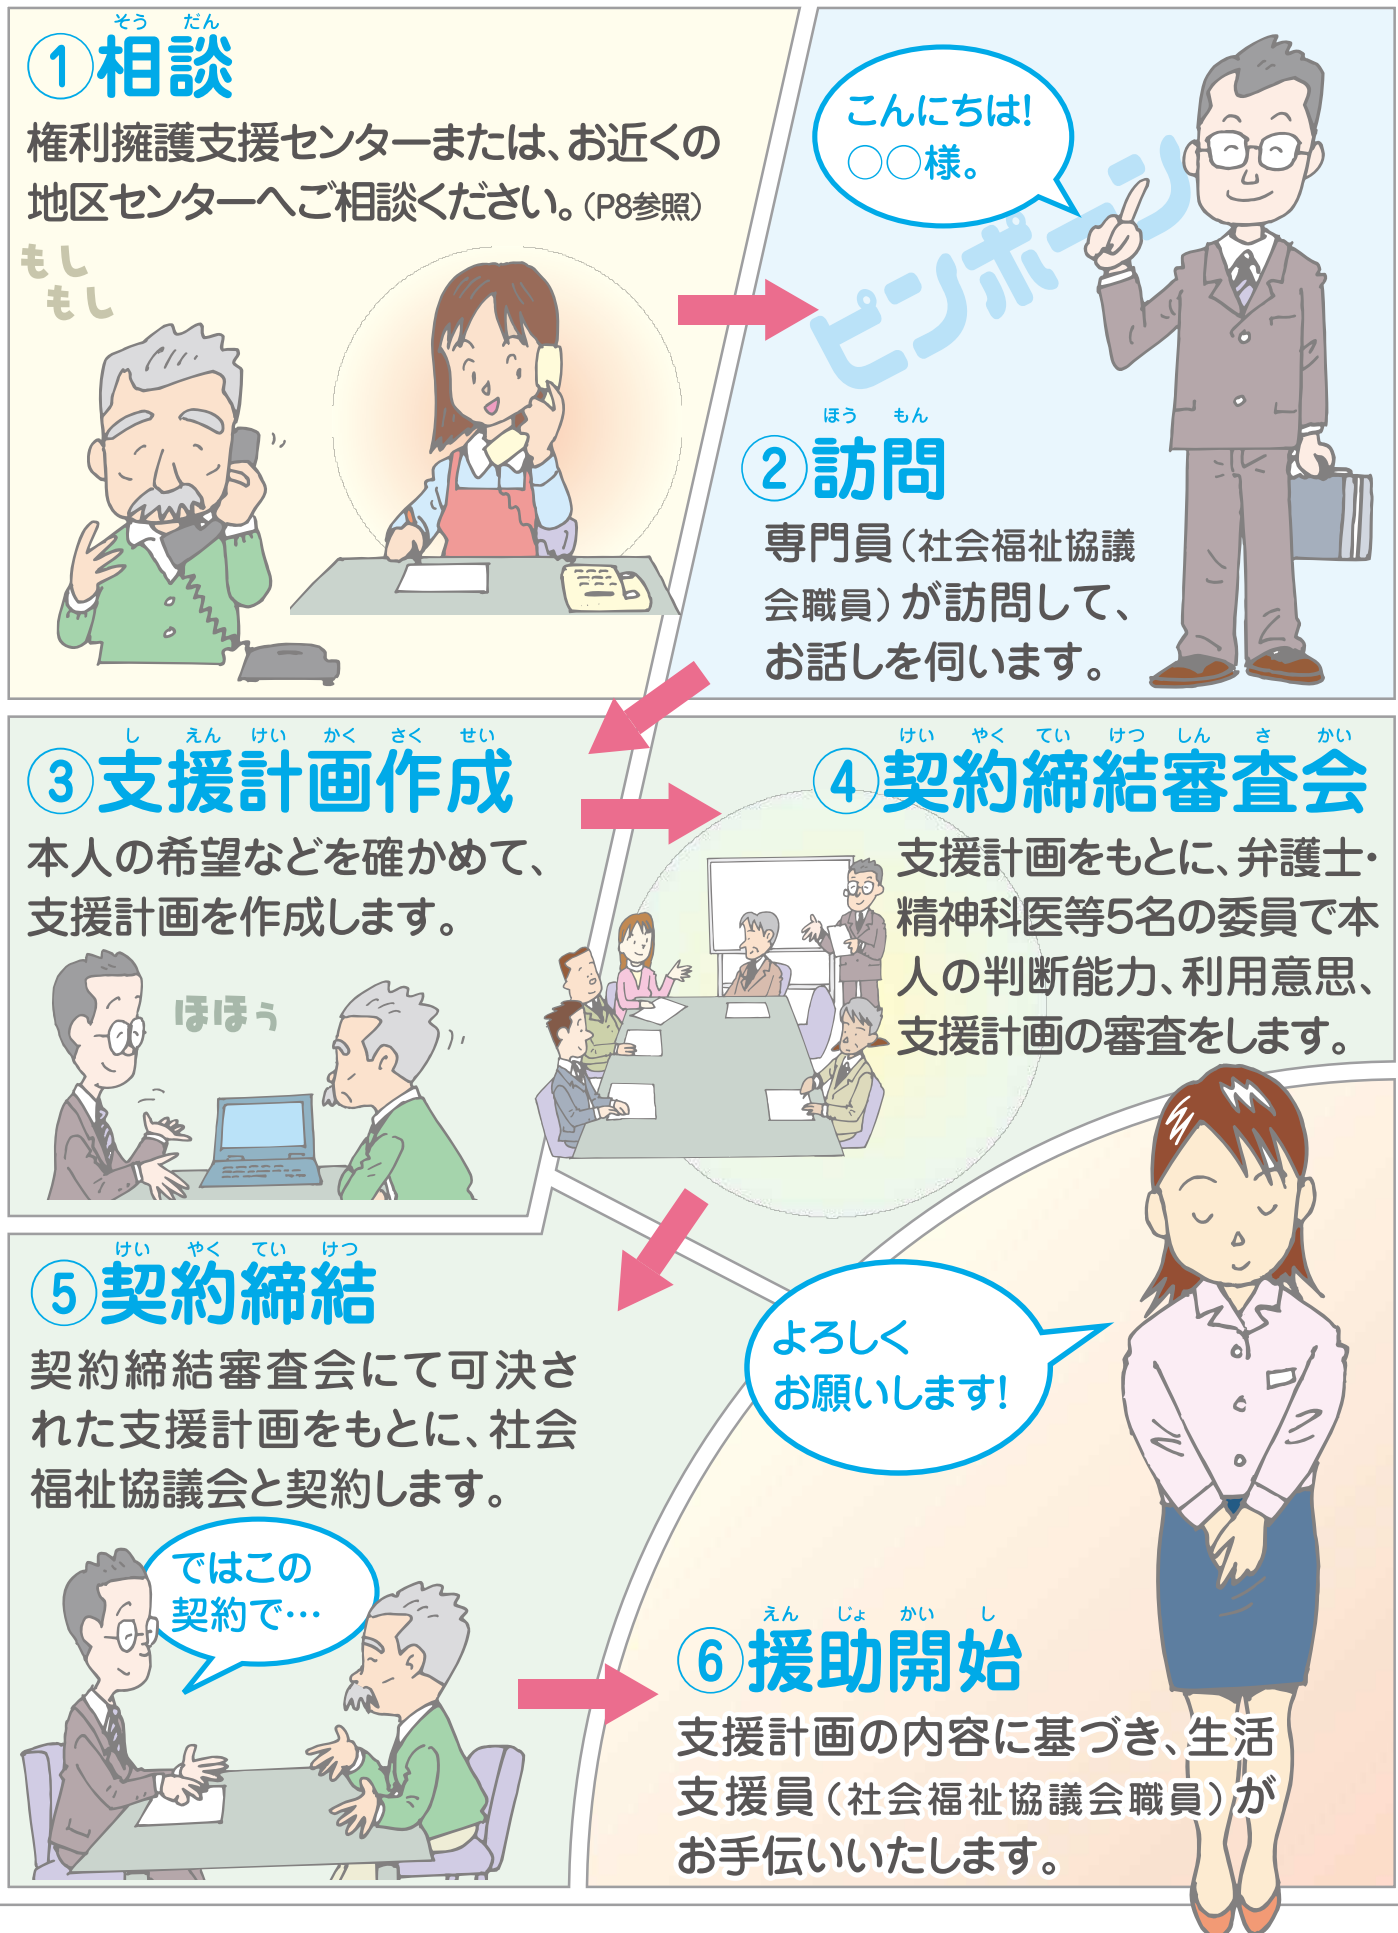 そう だん
①相談
権利擁護支援センターまたは、お近くの
地区センターへご相談ください。(P8参照)
もし
もし
こんにちは!
○○様。
ピンポーン
ほう もん
②訪問
専門員(社会福祉協議
会職員)が訪問して、
お話しを伺います。
し えん けい かく さく せい
③支援計画作成
本人の希望などを確かめて、
支援計画を作成します。
ほほぅ
けい やく てい けつ しん さ かい
④契約締結審査会
支援計画をもとに、弁護士・
精神科医等5名の委員で本
人の判断能力、利用意思、
支援計画の審査をします。
けい やく てい けつ
⑤契約締結
契約締結審査会にて可決さ
れた支援計画をもとに、社会
福祉協議会と契約します。
ではこの
契約で…
よろしく
お願いします!
えん じょ かい し
⑥援助開始
支援計画の内容に基づき、生活
支援員(社会福祉協議会職員)が
お手伝いいたします。